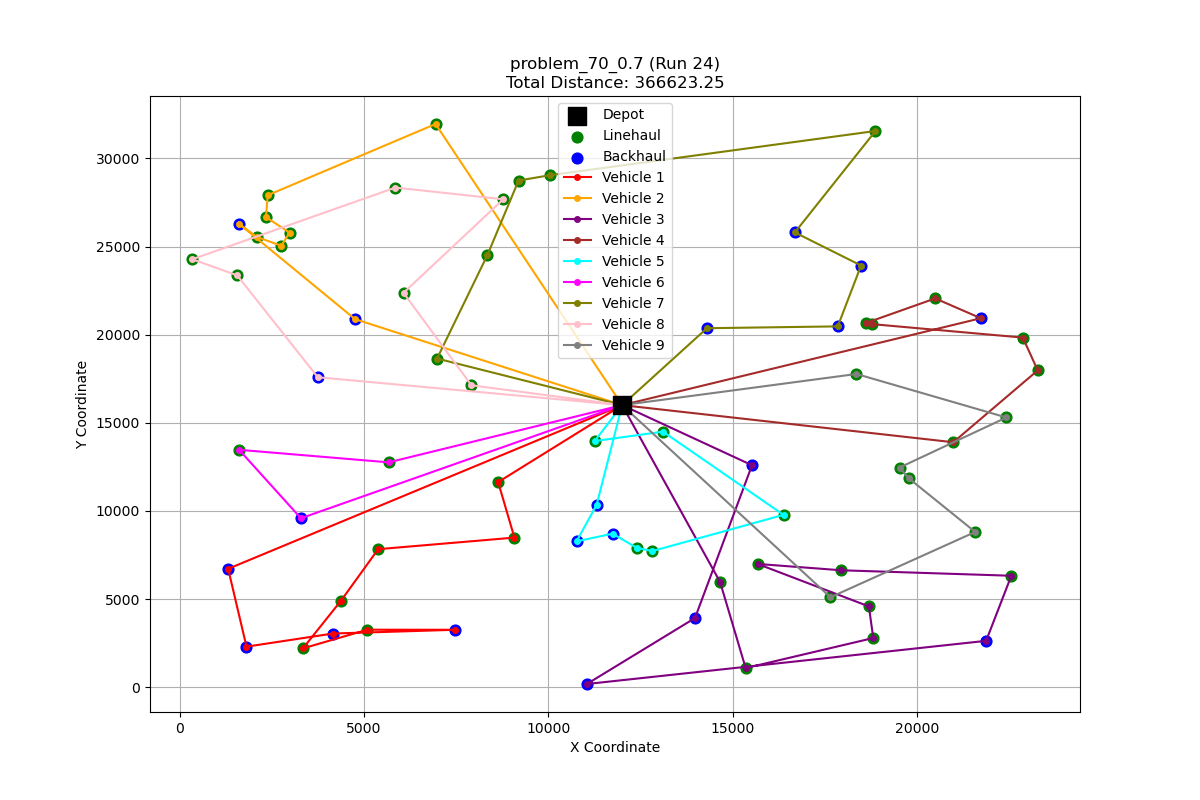 problem_70_0.7 (Run 24)
Total Distance: 366623.25
Depot
Linehaul
Backhaul
Vehicle 1
Vehicle 2
Vehicle 3
Vehicle 4
Vehicle 5
Vehicle 6
Vehicle 7
Vehicle 8
Vehicle 9
Y Coordinate
30000
25000
20000
15000
10000
5000
0
0
5000
10000
15000
20000
X Coordinate